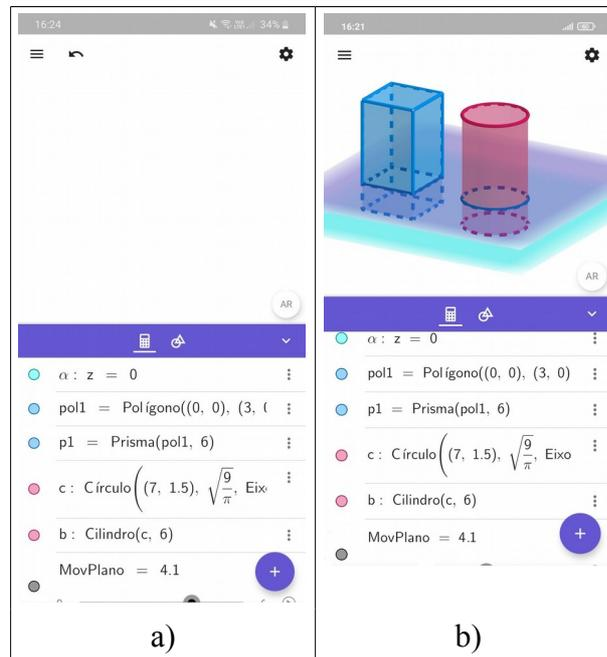 16:24
34%
AR
α : z = 0
pol1 = Polígono((0, 0), (3, (
p1 = Prisma(pol1, 6)
c : Círculo((7, 1.5), √(9/π), Eix
b : Cilindro(c, 6)
MovPlano = 4.1
a)
16:21
AR
α : z = 0
pol1 = Polígono((0, 0), (3, 0)
p1 = Prisma(pol1, 6)
c : Círculo((7, 1.5), √(9/π), Eixo
b : Cilindro(c, 6)
MovPlano = 4.1
b)